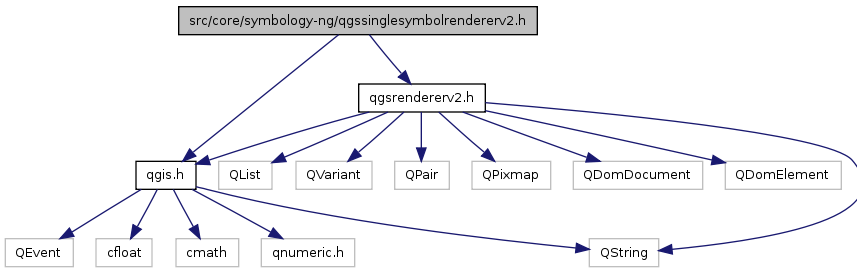 src/core/symbology-ng/qgssinglesymbolrendererv2.h
qgsrendererv2.h
qgis.h
QList
QVariant
QPair
QPixmap
QDomDocument
QDomElement
QEvent
cfloat
cmath
qnumeric.h
QString